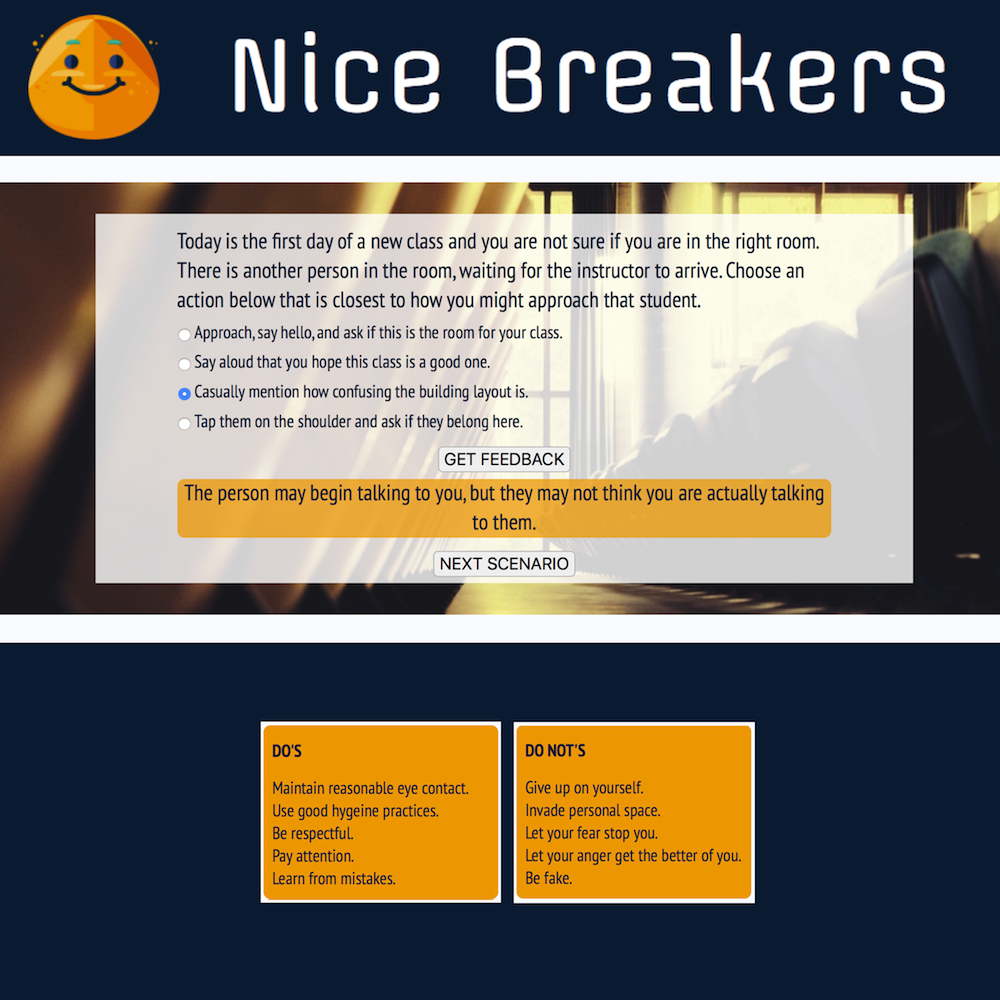 Nice Breakers
Today is the first day of a new class and you are not sure if you are in the right room.
There is another person in the room, waiting for the instructor to arrive. Choose an
action below that is closest to how you might approach that student.
Approach, say hello, and ask if this is the room for your class.
Say aloud that you hope this class is a good one.
Casually mention how confusing the building layout is.
Tap them on the shoulder and ask if they belong here.
GET FEEDBACK
The person may begin talking to you, but they may not think you are actually talking
to them.
NEXT SCENARIO
DO'S
Maintain reasonable eye contact.
Use good hygeine practices.
Be respectful.
Pay attention.
Learn from mistakes.
DO NOT'S
Give up on yourself.
Invade personal space.
Let your fear stop you.
Let your anger get the better of you.
Be fake.